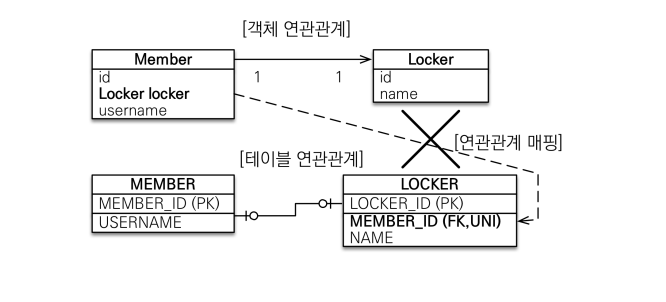 [객체 연관관계]
Member
id
Locker locker
username
1
1
Locker
id
name
[연관관계 매핑]
[테이블 연관관계]
MEMBER
MEMBER_ID (PK)
USERNAME
LOCKER
LOCKER_ID (PK)
MEMBER_ID (FK,UNI)
NAME